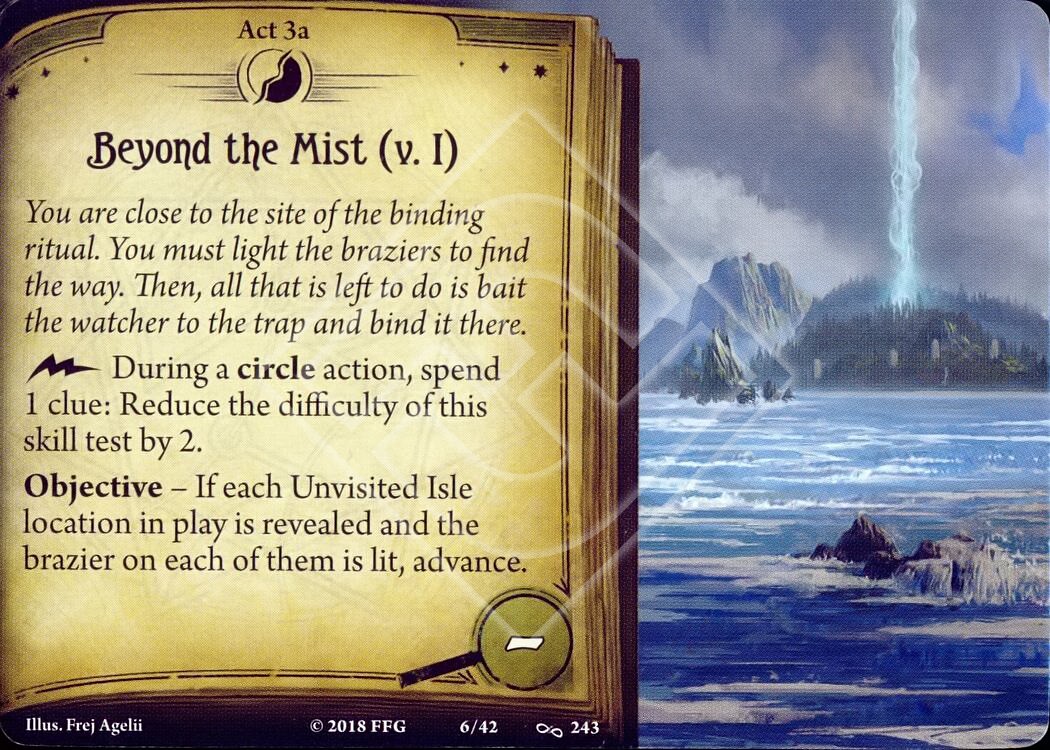 Act 3a
Beyond the Mist (v. I)
You are close to the site of the binding
ritual. You must light the braziers to find
the way. Then, all that is left to do is bait
the watcher to the trap and bind it there.
During a circle action, spend
1 clue: Reduce the difficulty of this
skill test by 2.
Objective – If each Unvisited Isle
location in play is revealed and the
brazier on each of them is lit, advance.
–
Illus. Frej Agelii © 2018 FFG 6/42 243